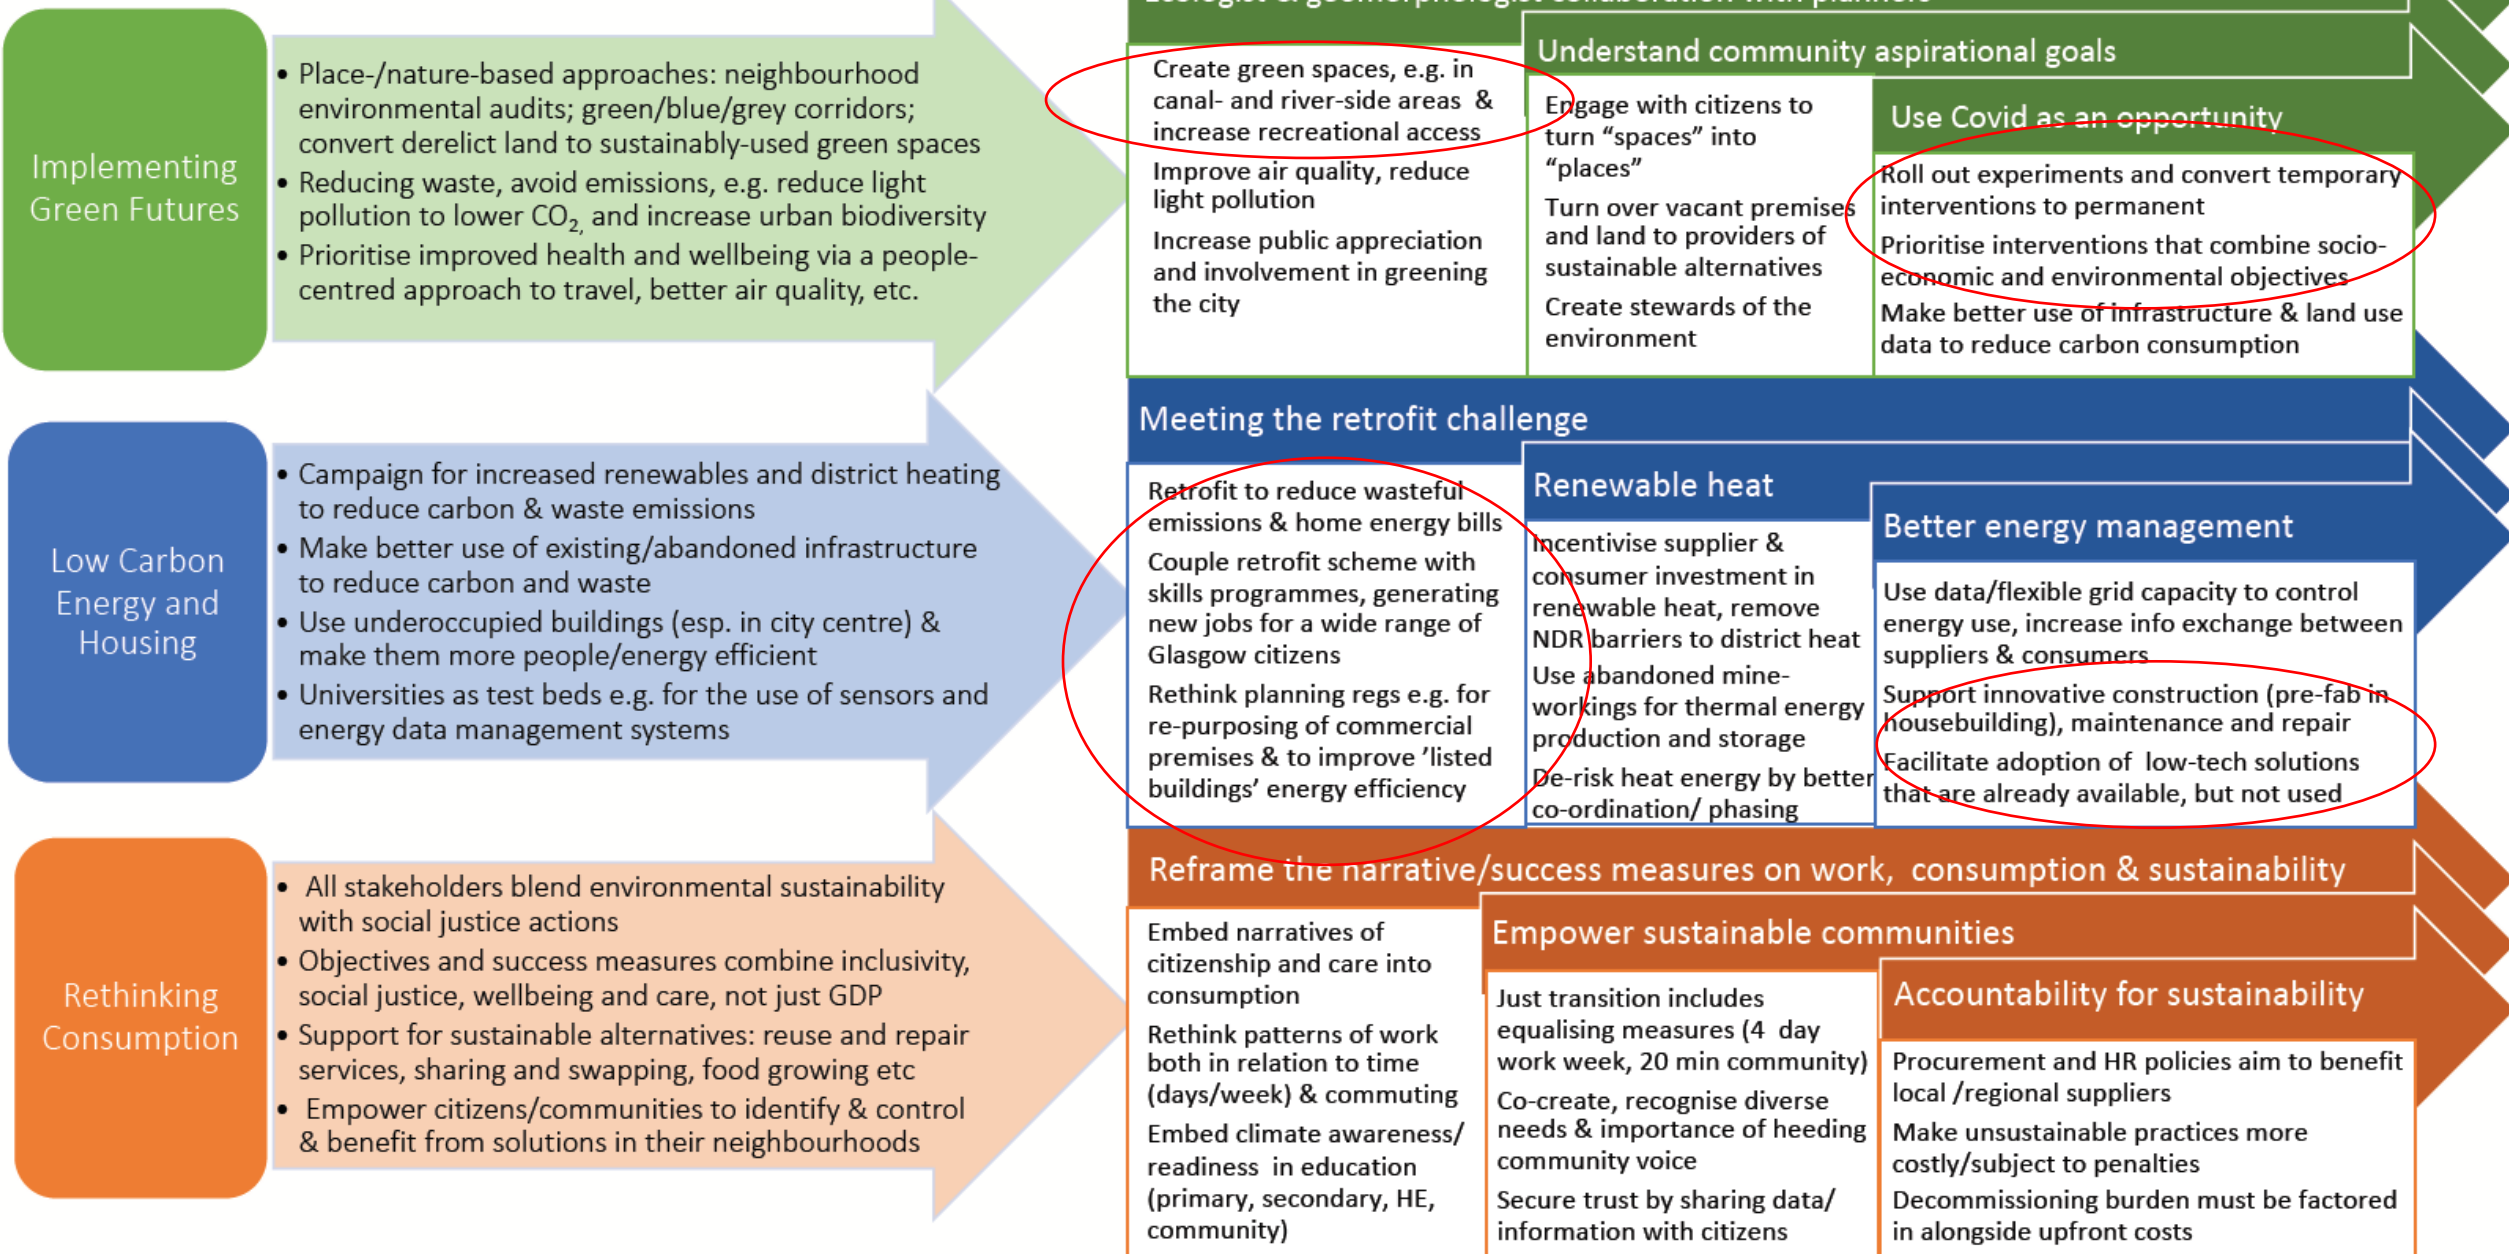 Implementing
Green Futures
• Place-/nature-based approaches: neighbourhood
environmental audits; green/blue/grey corridors;
convert derelict land to sustainably-used green spaces
• Reducing waste, avoid emissions, e.g. reduce light
pollution to lower CO2, and increase urban biodiversity
• Prioritise improved health and wellbeing via a people-
centred approach to travel, better air quality, etc.
Ecologist & geomorphologist collaboration with planners
Create green spaces, e.g. in
canal- and river-side areas &
increase recreational access
Improve air quality, reduce
light pollution
Increase public appreciation
and involvement in greening
the city
Understand community aspirational goals
Engage with citizens to
turn “spaces” into
“places”
Turn over vacant premises
and land to providers of
sustainable alternatives
Create stewards of the
environment
Use Covid as an opportunity
Roll out experiments and convert temporary
interventions to permanent
Prioritise interventions that combine socio-
economic and environmental objectives
Make better use of infrastructure & land use
data to reduce carbon consumption
Low Carbon
Energy and
Housing
• Campaign for increased renewables and district heating
to reduce carbon & waste emissions
• Make better use of existing/abandoned infrastructure
to reduce carbon and waste
• Use underoccupied buildings (esp. in city centre) &
make them more people/energy efficient
• Universities as test beds e.g. for the use of sensors and
energy data management systems
Meeting the retrofit challenge
Retrofit to reduce wasteful
emissions & home energy bills
Couple retrofit scheme with
skills programmes, generating
new jobs for a wide range of
Glasgow citizens
Rethink planning regs e.g. for
re-purposing of commercial
premises & to improve ’listed
buildings’ energy efficiency
Renewable heat
Incentivise supplier &
consumer investment in
renewable heat, remove
NDR barriers to district heat
Use abandoned mine-
workings for thermal energy
production and storage
De-risk heat energy by better
co-ordination/ phasing
Better energy management
Use data/flexible grid capacity to control
energy use, increase info exchange between
suppliers & consumers
Support innovative construction (pre-fab in
housebuilding), maintenance and repair
Facilitate adoption of low-tech solutions
that are already available, but not used
Rethinking
Consumption
• All stakeholders blend environmental sustainability
with social justice actions
• Objectives and success measures combine inclusivity,
social justice, wellbeing and care, not just GDP
• Support for sustainable alternatives: reuse and repair
services, sharing and swapping, food growing etc
• Empower citizens/communities to identify & control
& benefit from solutions in their neighbourhoods
Reframe the narrative/success measures on work, consumption & sustainability
Embed narratives of
citizenship and care into
consumption
Rethink patterns of work
both in relation to time
(days/week) & commuting
Embed climate awareness/
readiness in education
(primary, secondary, HE,
community)
Empower sustainable communities
Just transition includes
equalising measures (4 day
work week, 20 min community)
Co-create, recognise diverse
needs & importance of heeding
community voice
Secure trust by sharing data/
information with citizens
Accountability for sustainability
Procurement and HR policies aim to benefit
local /regional suppliers
Make unsustainable practices more
costly/subject to penalties
Decommissioning burden must be factored
in alongside upfront costs